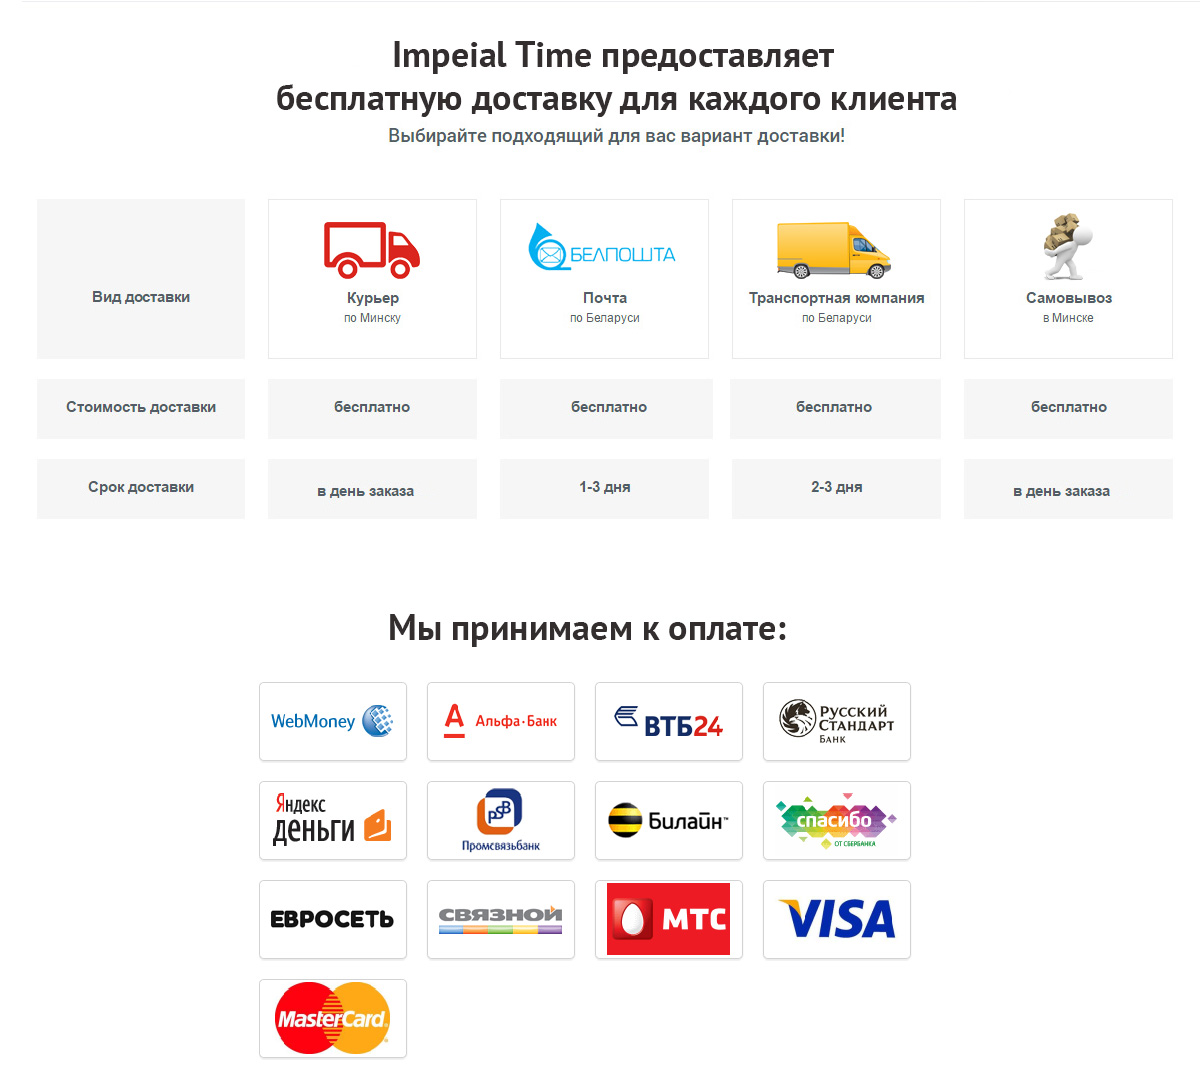 Impeial Time предоставляет
бесплатную доставку для каждого клиента
Выбирайте подходящий для вас вариант доставки!
Вид доставки
БЕЛПОШТА
Курьер
по Минску
Почта
по Беларуси
Транспортная компания
по Беларуси
Самовывоз
в Минске
Стоимость доставки
бесплатно
бесплатно
бесплатно
бесплатно
Срок доставки
в день заказа
1-3 дня
2-3 дня
в день заказа
Мы принимаем к оплате:
WebMoney
Альфа·Банк
ВТБ24
Русский
Стандарт
Банк
Яндекс
деньги
PSB
Промсвязьбанк
Билайн™
спасибо
от сбербанка
ЕВРОСЕТЬ
СВЯЗНОЙ
МТС
VISA
MasterCard